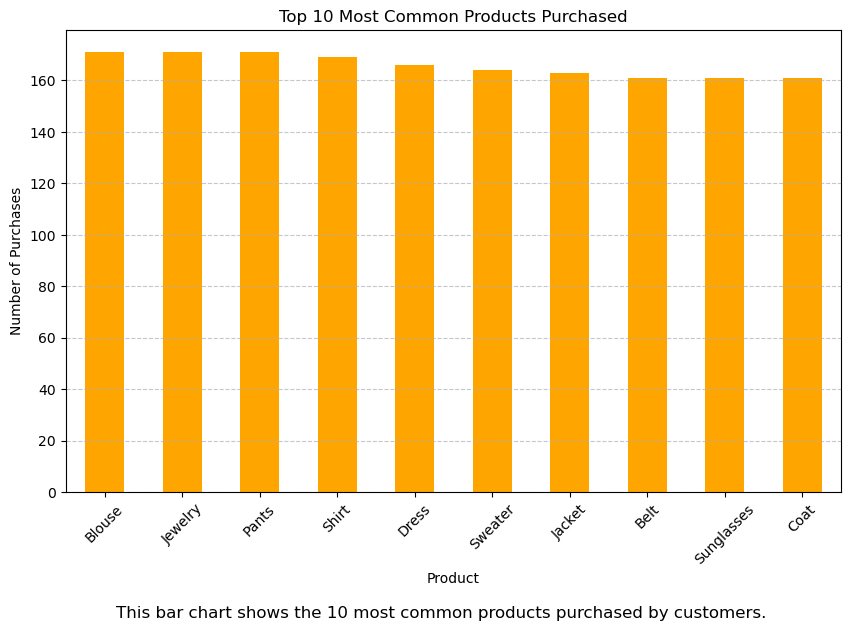 Top 10 Most Common Products Purchased
Number of Purchases
160
140
120
100
80
60
40
20
0
Blouse
Jewelry
Pants
Shirt
Dress
Sweater
Jacket
Belt
Sunglasses
Coat
Product
This bar chart shows the 10 most common products purchased by customers.